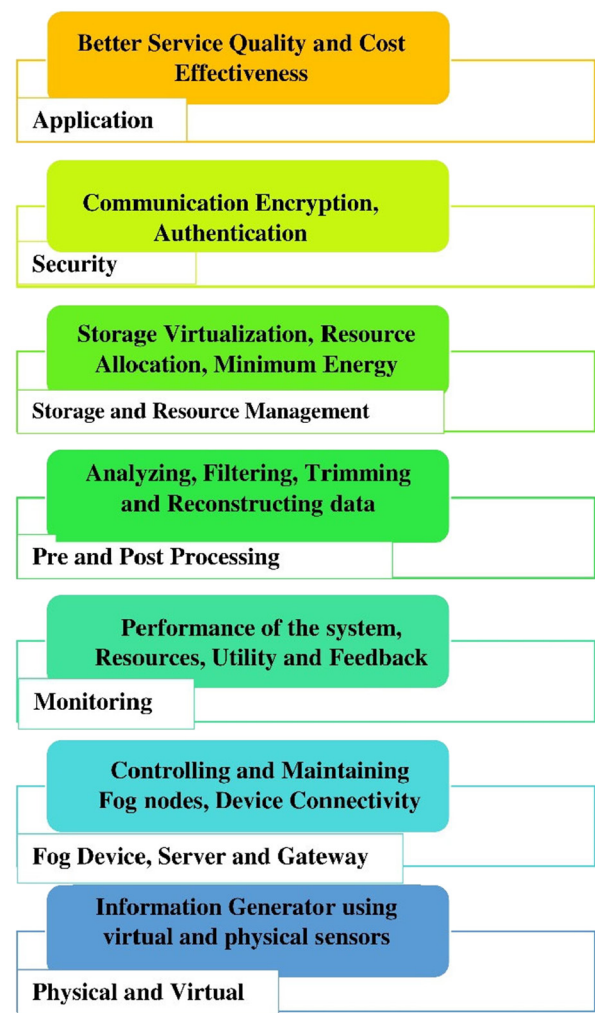 Better Service Quality and Cost
Effectiveness
Application
Communication Encryption,
Authentication
Security
Storage Virtualization, Resource
Allocation, Minimum Energy
Storage and Resource Management
Analyzing, Filtering, Trimming
and Reconstructing data
Pre and Post Processing
Performance of the system,
Resources, Utility and Feedback
Monitoring
Controlling and Maintaining
Fog nodes, Device Connectivity
Fog Device, Server and Gateway
Information Generator using
virtual and physical sensors
Physical and Virtual